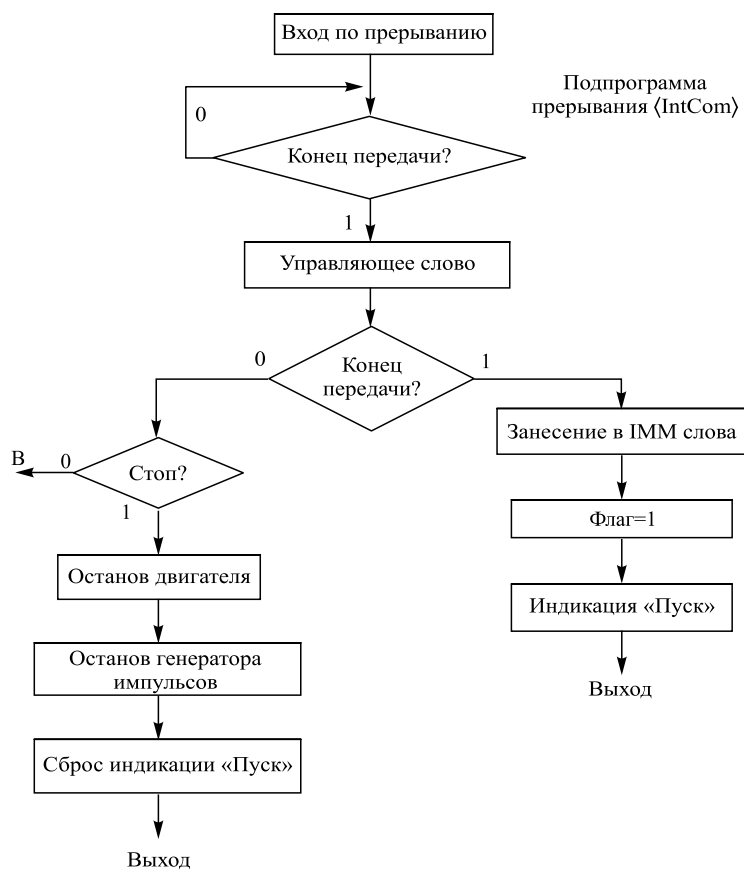 Вход по прерыванию
Подпрограмма
прерывания ⟨IntCom⟩
0
Конец передачи?
1
Управляющее слово
0
Конец
передачи?
1
Занесение в IMM слова
В
0
Стоп?
1
Флаг=1
Останов двигателя
Индикация «Пуск»
Останов генератора
импульсов
Выход
Сброс индикации «Пуск»
Выход